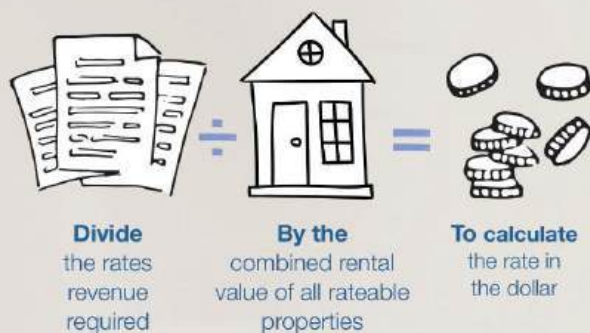 ÷
=
Divide
the rates
revenue
required
By the
combined rental
value of all rateable
properties
To calculate
the rate in
the dollar